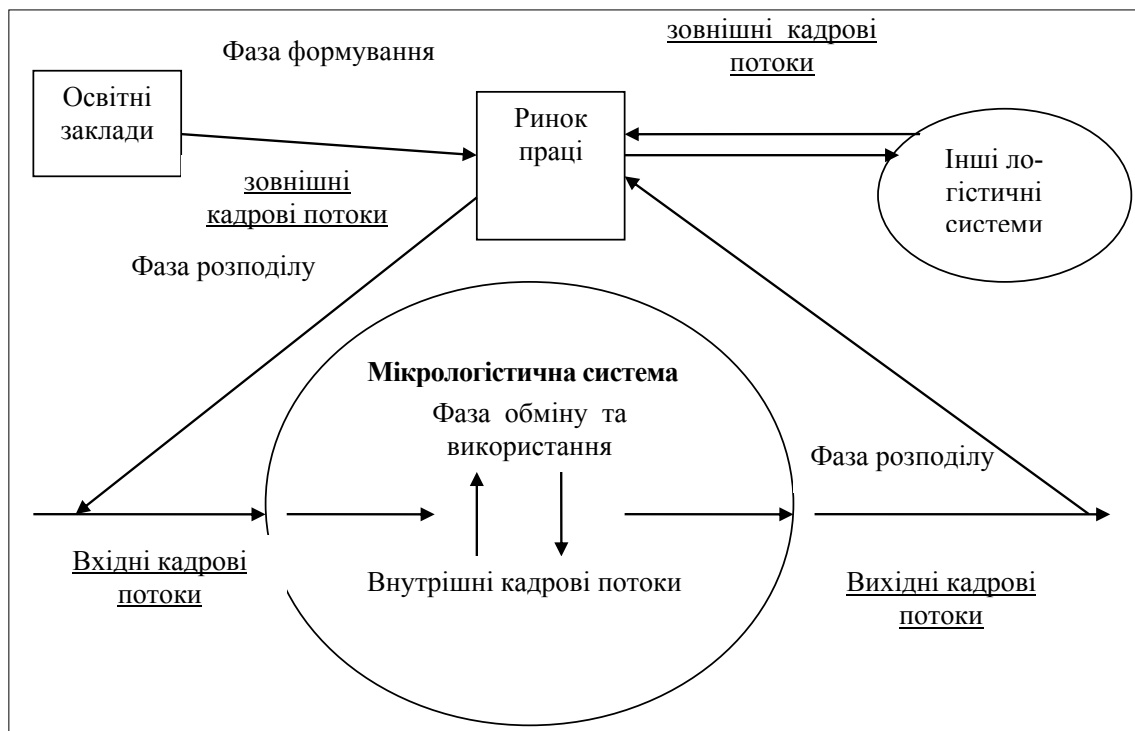 Фаза формування
зовнішні кадрові
потоки
Освітні
заклади
Ринок
праці
Інші ло-
гістичні
системи
зовнішні
кадрові потоки
Фаза розподілу
Мікрологістична система
Фаза обміну та
використання
Фаза розподілу
Вхідні кадрові
потоки
Внутрішні кадрові потоки
Вихідні кадрові
потоки